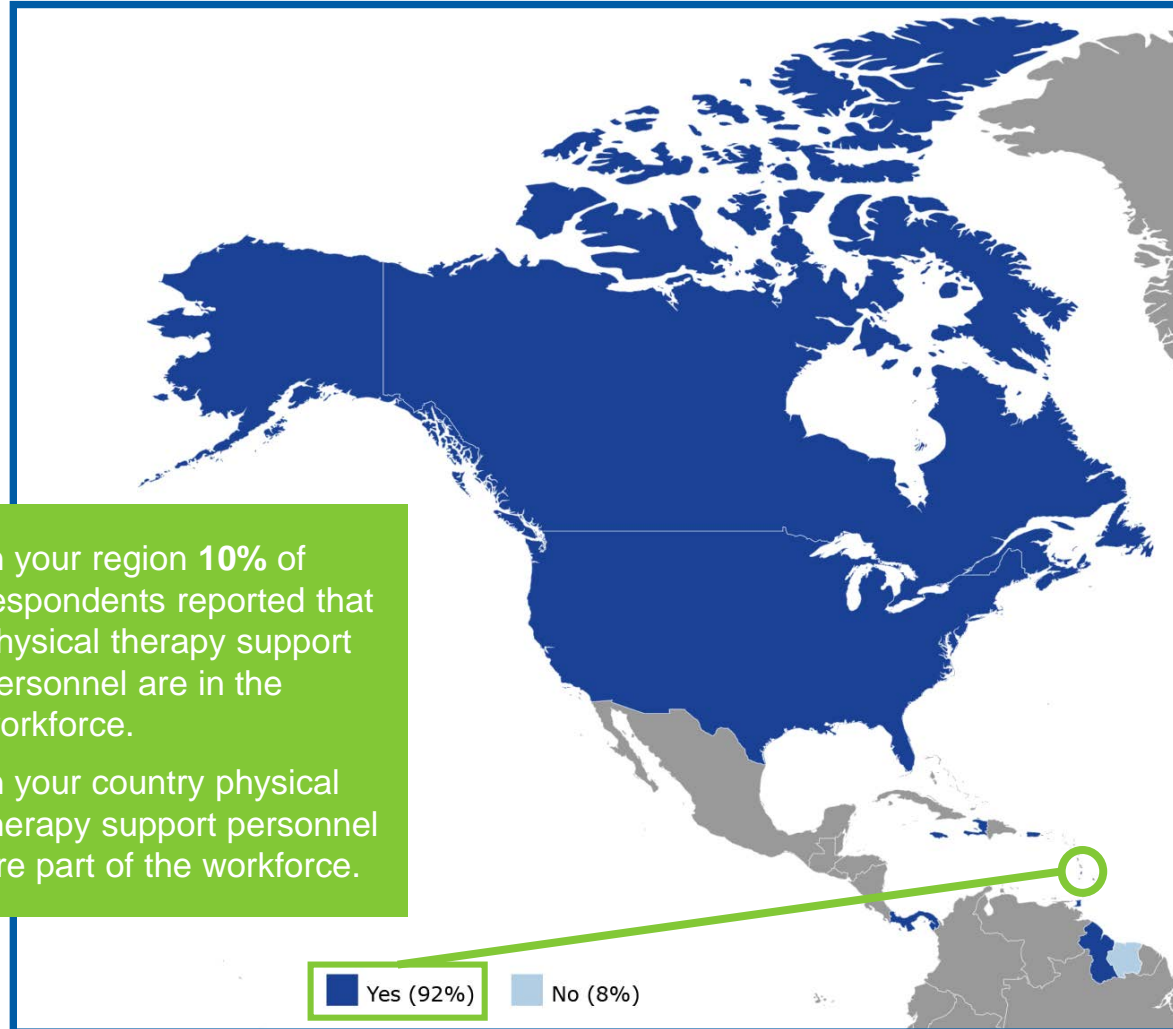 n your region 10% of
espondents reported that
hysical therapy support
ersonnel are in the
orkforce.
n your country physical
herapy support personnel
re part of the workforce.
Yes (92%)
No (8%)